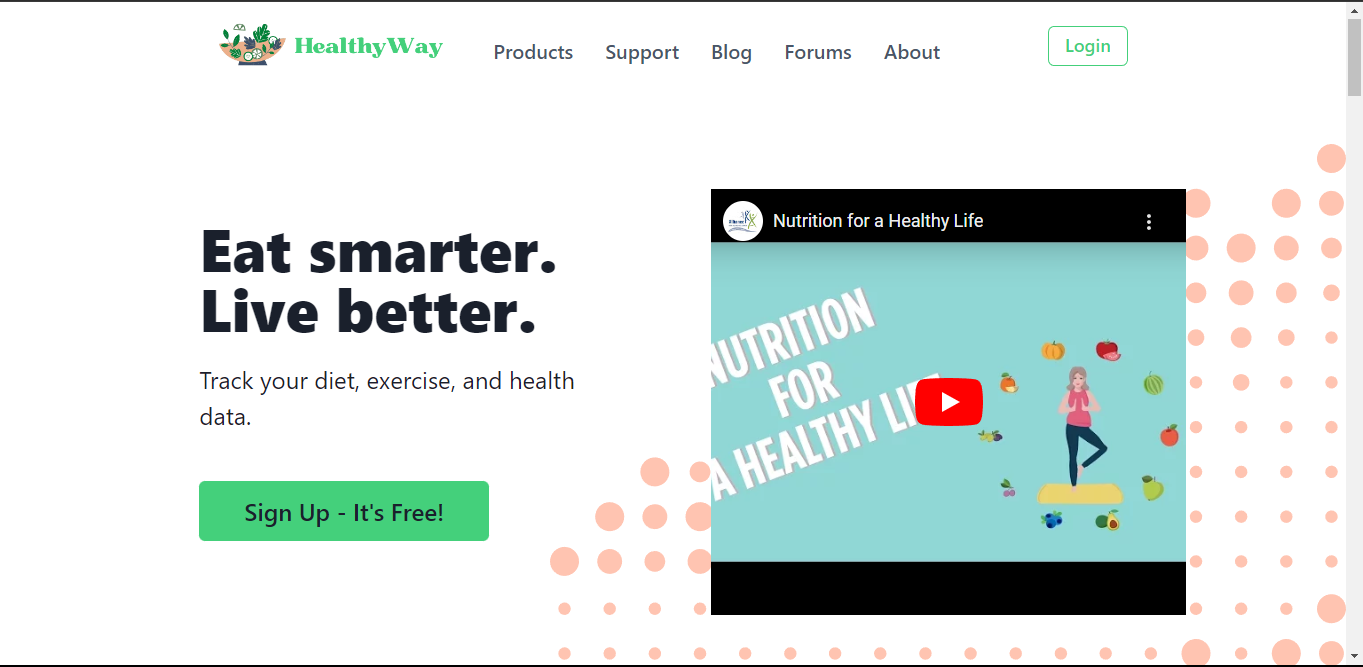 HealthyWay
Products
Support
Blog
Forums
About
Login
Eat smarter.
Live better.
Track your diet, exercise, and health
data.
Sign Up - It's Free!
Nutrition for a Healthy Life
NUTRITION
FOR
A HEALTHY